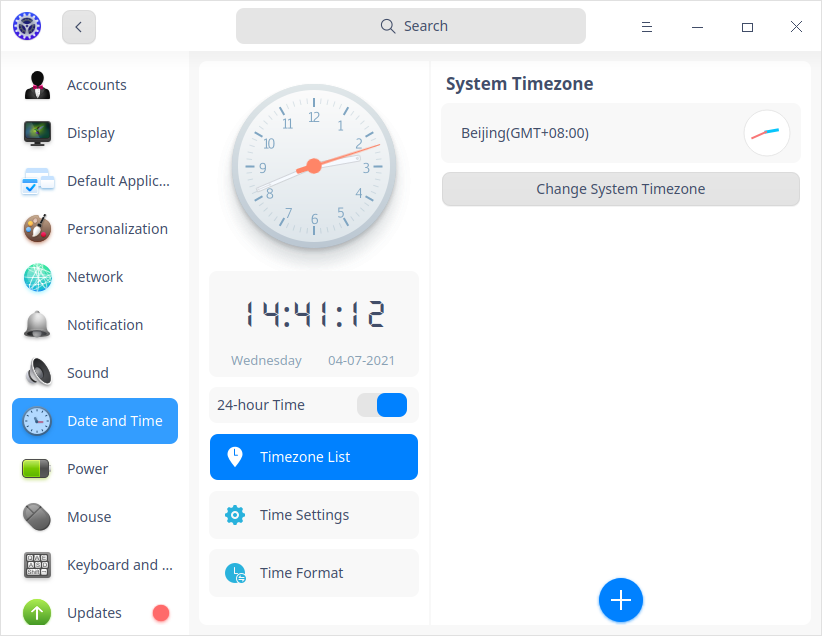 Search
Accounts
Display
Default Applic...
Personalization
Network
Notification
Sound
Date and Time
Power
Mouse
Keyboard and ...
Updates
12
1
2
3
4
5
6
7
8
9
10
11
14:41:12
Wednesday 04-07-2021
24-hour Time
Timezone List
Time Settings
Time Format
System Timezone
Beijing(GMT+08:00)
Change System Timezone